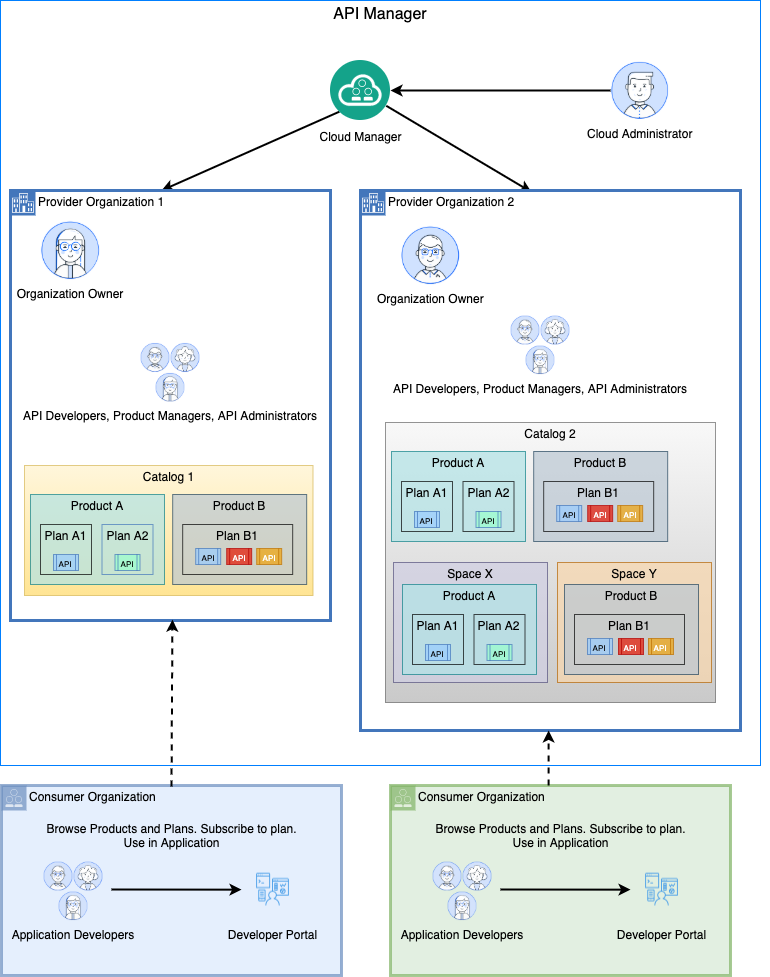 API Manager
Cloud Manager
Cloud Administrator
Provider Organization 1
Organization Owner
API Developers, Product Managers, API Administrators
Catalog 1
Product A
Plan A1
API
Plan A2
API
Product B
Plan B1
API
API
API
Provider Organization 2
Organization Owner
API Developers, Product Managers, API Administrators
Catalog 2
Product A
Plan A1
API
Plan A2
API
Product B
Plan B1
API
API
API
Space X
Product A
Plan A1
API
Plan A2
API
Space Y
Product B
Plan B1
API
API
API
Consumer Organization
Browse Products and Plans. Subscribe to plan.
Use in Application
Application Developers
Developer Portal
Consumer Organization
Browse Products and Plans. Subscribe to plan.
Use in Application
Application Developers
Developer Portal